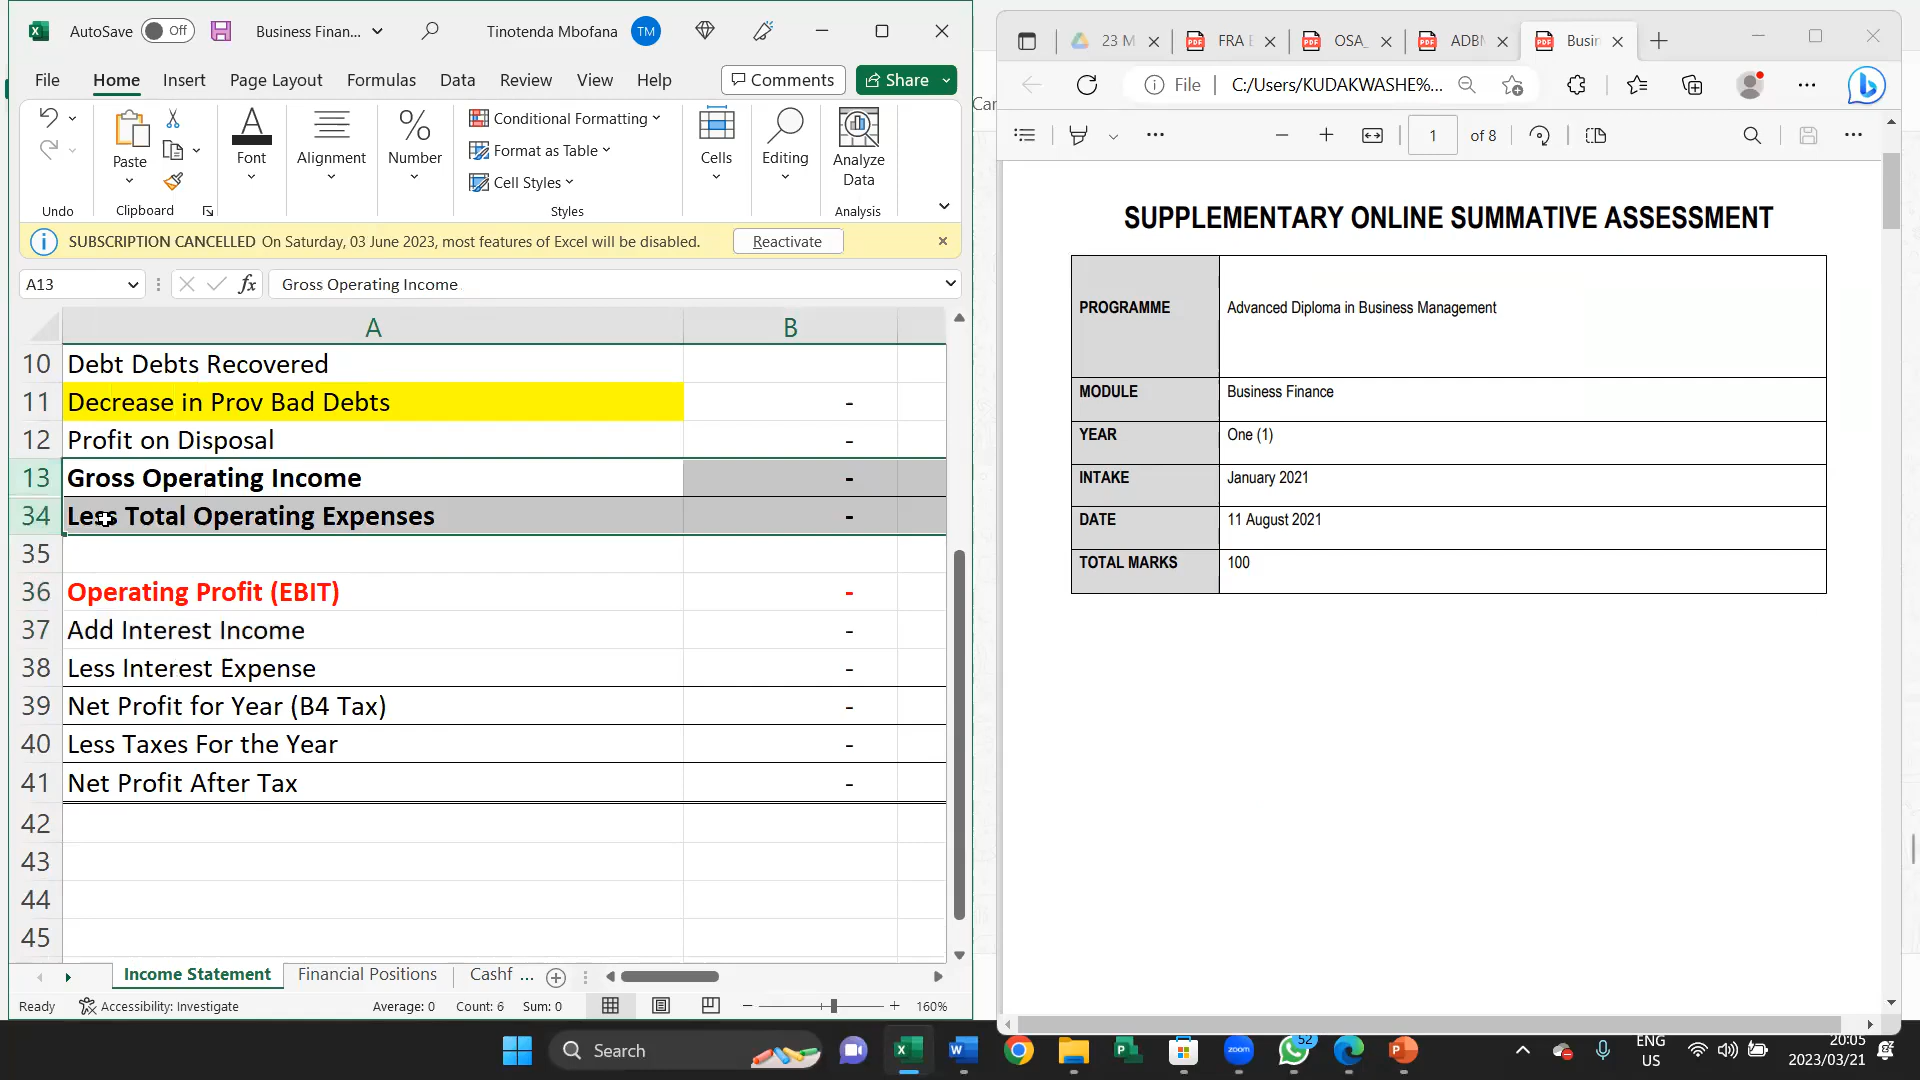 AutoSave Off Business Finan... Tinotenda Mbofana TM
File Home Insert Page Layout Formulas Data Review View Help Comments Share
Paste Font Alignment Number Conditional Formatting Format as Table Cell Styles Cells Editing Analyze Data
Undo Clipboard Styles Analysis
SUBSCRIPTION CANCELLED On Saturday, 03 June 2023, most features of Excel will be disabled. Reactivate
A13 fx Gross Operating Income
A B
10 Debt Debts Recovered
11 Decrease in Prov Bad Debts -
12 Profit on Disposal -
13 Gross Operating Income -
34 Less Total Operating Expenses -
35
36 Operating Profit (EBIT) -
37 Add Interest Income -
38 Less Interest Expense -
39 Net Profit for Year (B4 Tax) -
40 Less Taxes For the Year -
41 Net Profit After Tax -
42
43
44
45
Income Statement Financial Positions Cashf ...
Ready Accessibility: Investigate Average: 0 Count: 6 Sum: 0 160%
23 M FRA E OSA_ ADBM Busin
File C:/Users/KUDAKWASHE%...
1 of 8
SUPPLEMENTARY ONLINE SUMMATIVE ASSESSMENT
PROGRAMME Advanced Diploma in Business Management
MODULE Business Finance
YEAR One (1)
INTAKE January 2021
DATE 11 August 2021
TOTAL MARKS 100
Search zoom 52 ENG US 20:05 2023/03/21